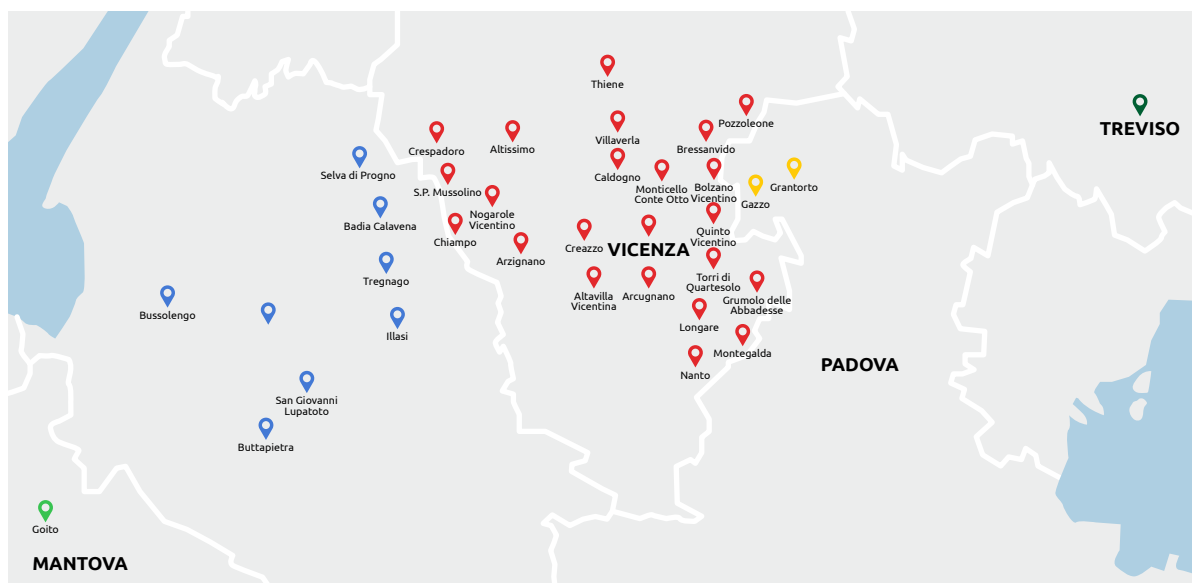 Thiene
Pozzoleone
TREVISO
Villaverla
Bressanvido
Crespadoro
Altissimo
Selva di Progno
Caldogno
S.P. Mussolino
Monticello
Conte Otto
Bolzano
Vicentino
Grantorto
Gazzo
Badia Calavena
Nogarole
Vicentino
Chiampo
Arzignano
Creazzo
VICENZA
Quinto
Vicentino
Tregnago
Altavilla
Vicentina
Arcugnano
Torri di
Quartesolo
Grumolo delle
Abbadesse
Bussolengo
Illasi
Longare
Montegalda
Nanto
PADOVA
San Giovanni
Lupatoto
Buttapietra
Goito
MANTOVA